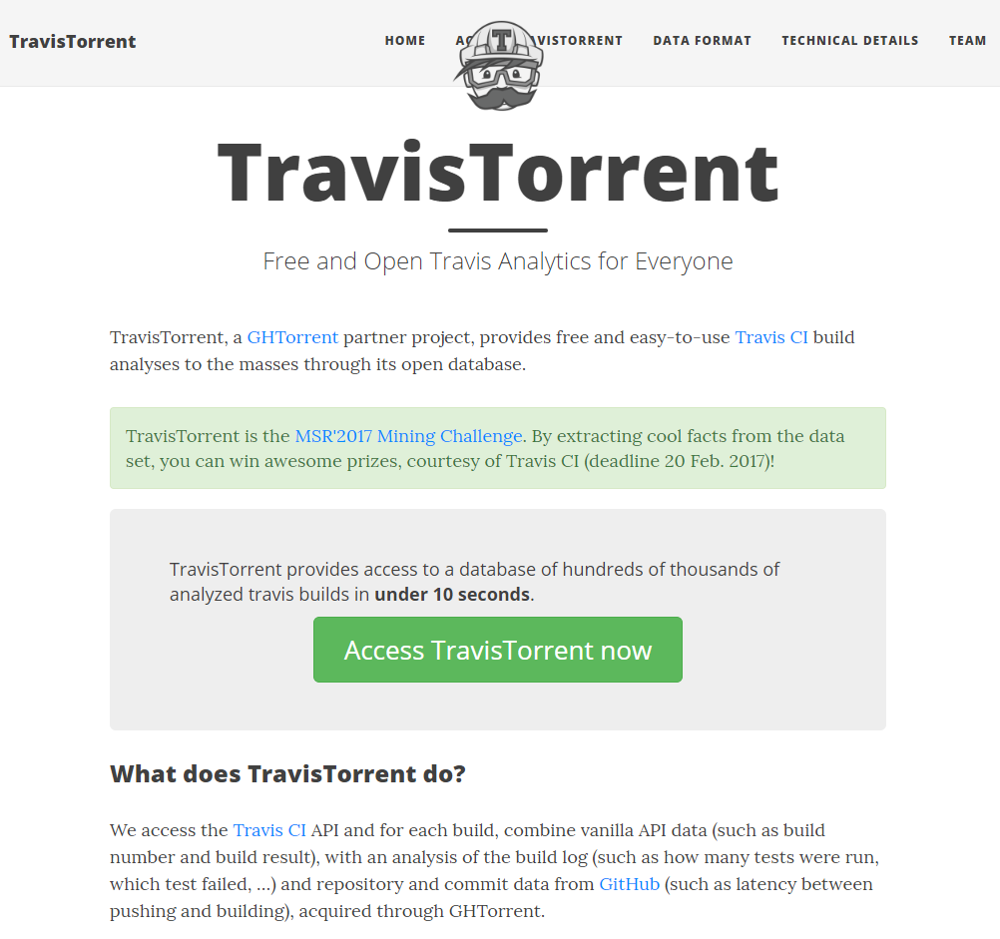 TravisTorrent
HOME
AC
VISTORRENT
DATA FORMAT
TECHNICAL DETAILS
TEAM
T
TravisTorrent
Free and Open Travis Analytics for Everyone
TravisTorrent, a GHTorrent partner project, provides free and easy-to-use Travis CI build
analyses to the masses through its open database.
TravisTorrent is the MSR'2017 Mining Challenge. By extracting cool facts from the data
set, you can win awesome prizes, courtesy of Travis CI (deadline 20 Feb. 2017)!
TravisTorrent provides access to a database of hundreds of thousands of
analyzed travis builds in under 10 seconds.
Access TravisTorrent now
What does TravisTorrent do?
We access the Travis CI API and for each build, combine vanilla API data (such as build
number and build result), with an analysis of the build log (such as how many tests were run,
which test failed, ...) and repository and commit data from GitHub (such as latency between
pushing and building), acquired through GHTorrent.